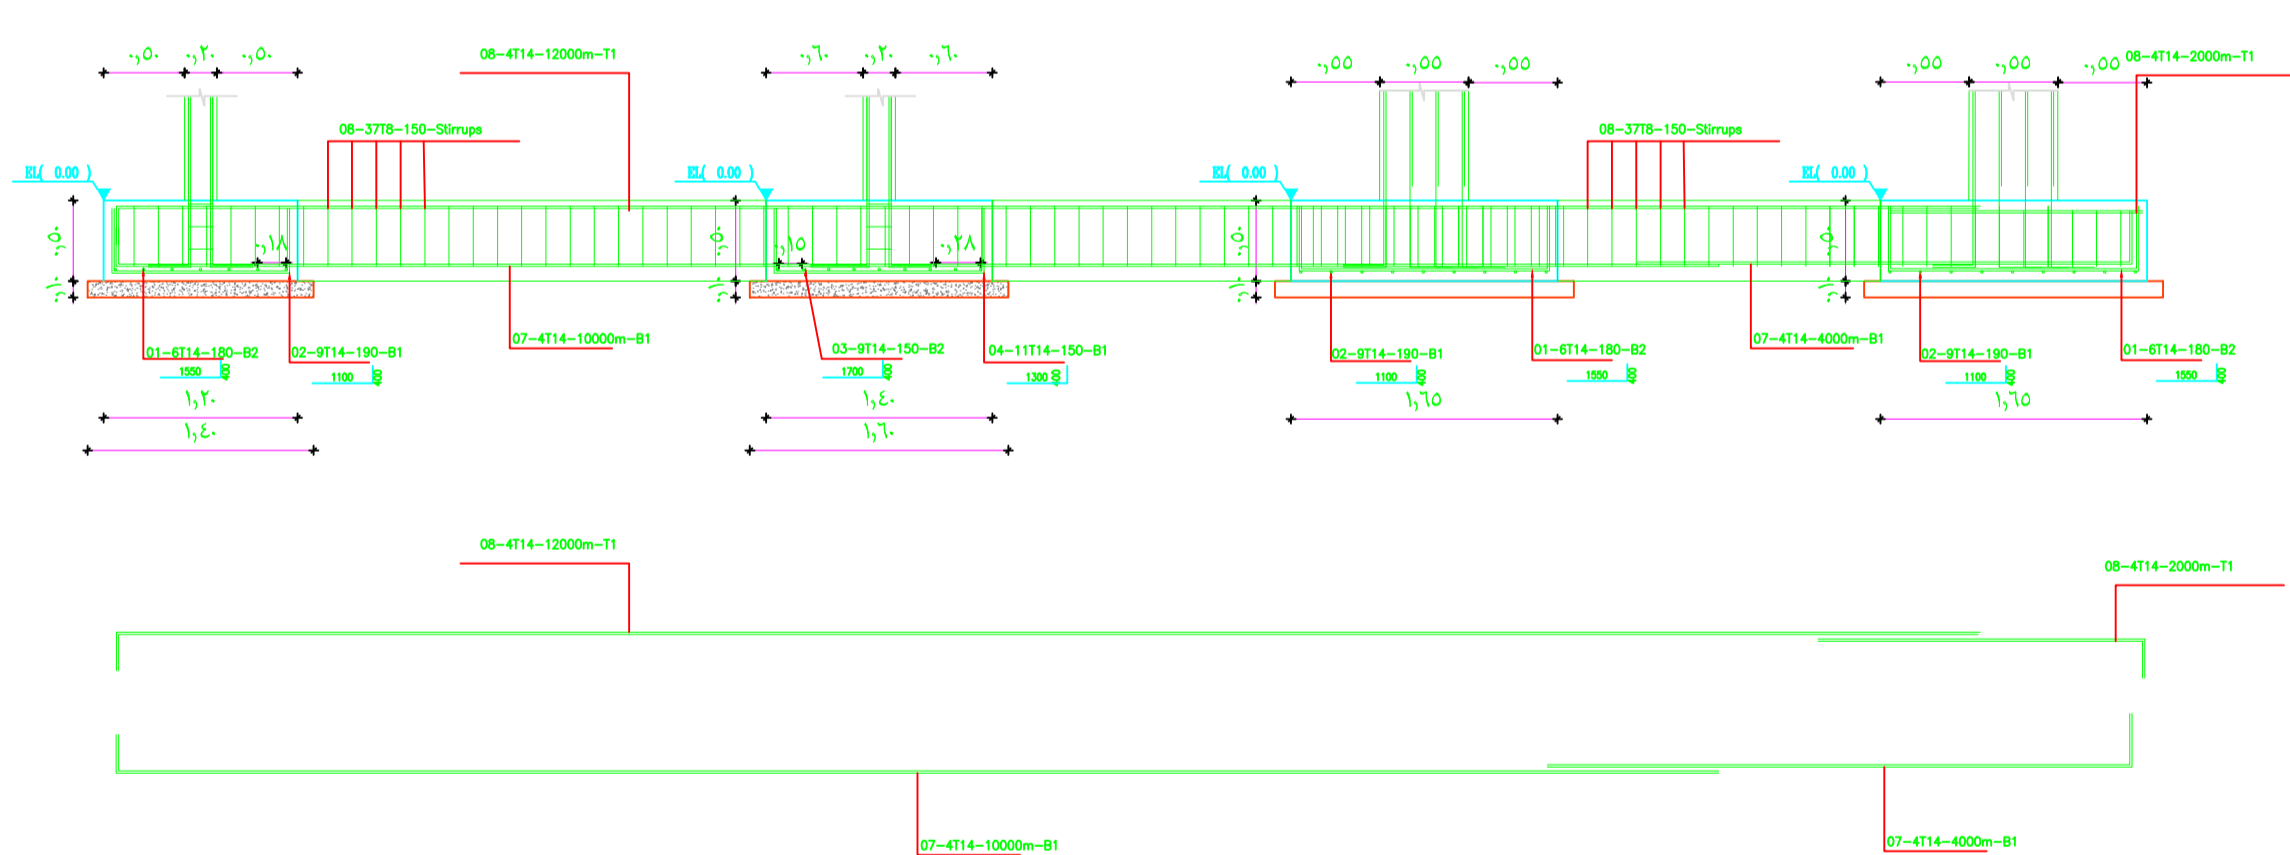 ٠,٥٠ ٠,٢٠ ٠,٥٠
08-4T14-12000m-T1
٠,٦٠ ٠,٢٠ ٠,٦٠
٠,٥٥ ٠,٥٥ ٠,٥٥
٠,٥٥ ٠,٥٥ ٠,٥٥
08-4T14-2000m-T1
08-37T8-150-Stirrups
08-37T8-150-Stirrups
EL( 0.00 )
EL( 0.00 )
EL( 0.00 )
EL( 0.00 )
٠,٥٠
٠,١٨
٠,٥٠
٠,١٥
٠,٢٨
٠,٥٠
٠,٥٠
٠,١٠
٠,١٠
٠,١٠
٠,١٠
01-6T14-180-B2
1550 400
02-9T14-190-B1
1100 400
07-4T14-10000m-B1
03-9T14-150-B2
1700 400
04-11T14-150-B1
1300 400
02-9T14-190-B1
1100 400
01-6T14-180-B2
1550 400
07-4T14-4000m-B1
02-9T14-190-B1
1100 400
01-6T14-180-B2
1550 400
١,٢٠
١,٤٠
١,٦٥
١,٦٥
١,٤٠
١,٦٠
08-4T14-12000m-T1
08-4T14-2000m-T1
07-4T14-10000m-B1
07-4T14-4000m-B1